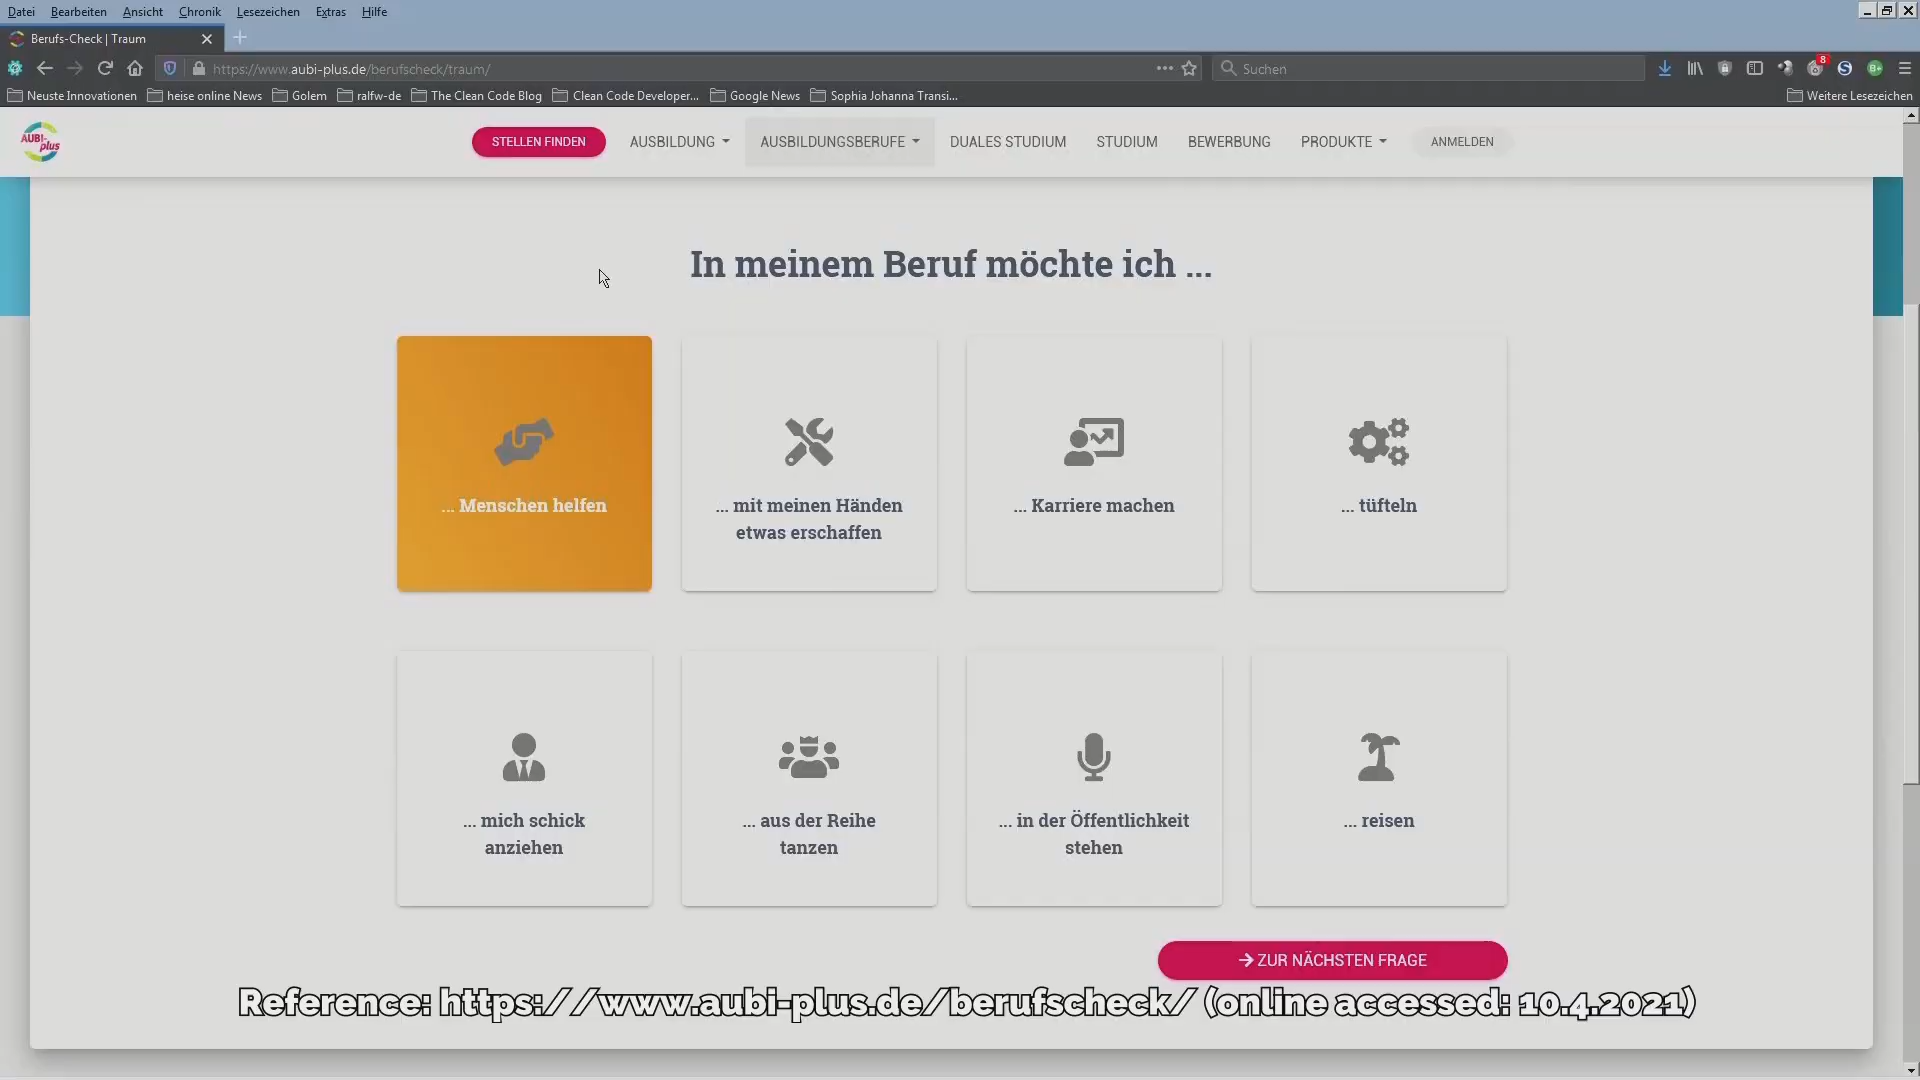 Datei Bearbeiten Ansicht Chronik Lesezeichen Extras Hilfe
Berufs-Check | Traum
https://www.aubi-plus.de/berufscheck/traum/
Suchen
8
Neuste Innovationen heise online News Golem ralfw-de The Clean Code Blog Clean Code Developer... Google News Sophia Johanna Transi... Weitere Lesezeichen
AUBI-plus
STELLEN FINDEN AUSBILDUNG AUSBILDUNGSBERUFE DUALES STUDIUM STUDIUM BEWERBUNG PRODUKTE ANMELDEN
In meinem Beruf möchte ich ...
... Menschen helfen
... mit meinen Händen
etwas erschaffen
... Karriere machen
... tüfteln
... mich schick
anziehen
... aus der Reihe
tanzen
... in der Öffentlichkeit
stehen
... reisen
ZUR NÄCHSTEN FRAGE
Reference: https://www.aubi-plus.de/berufscheck/ (online accessed: 10.4.2021)